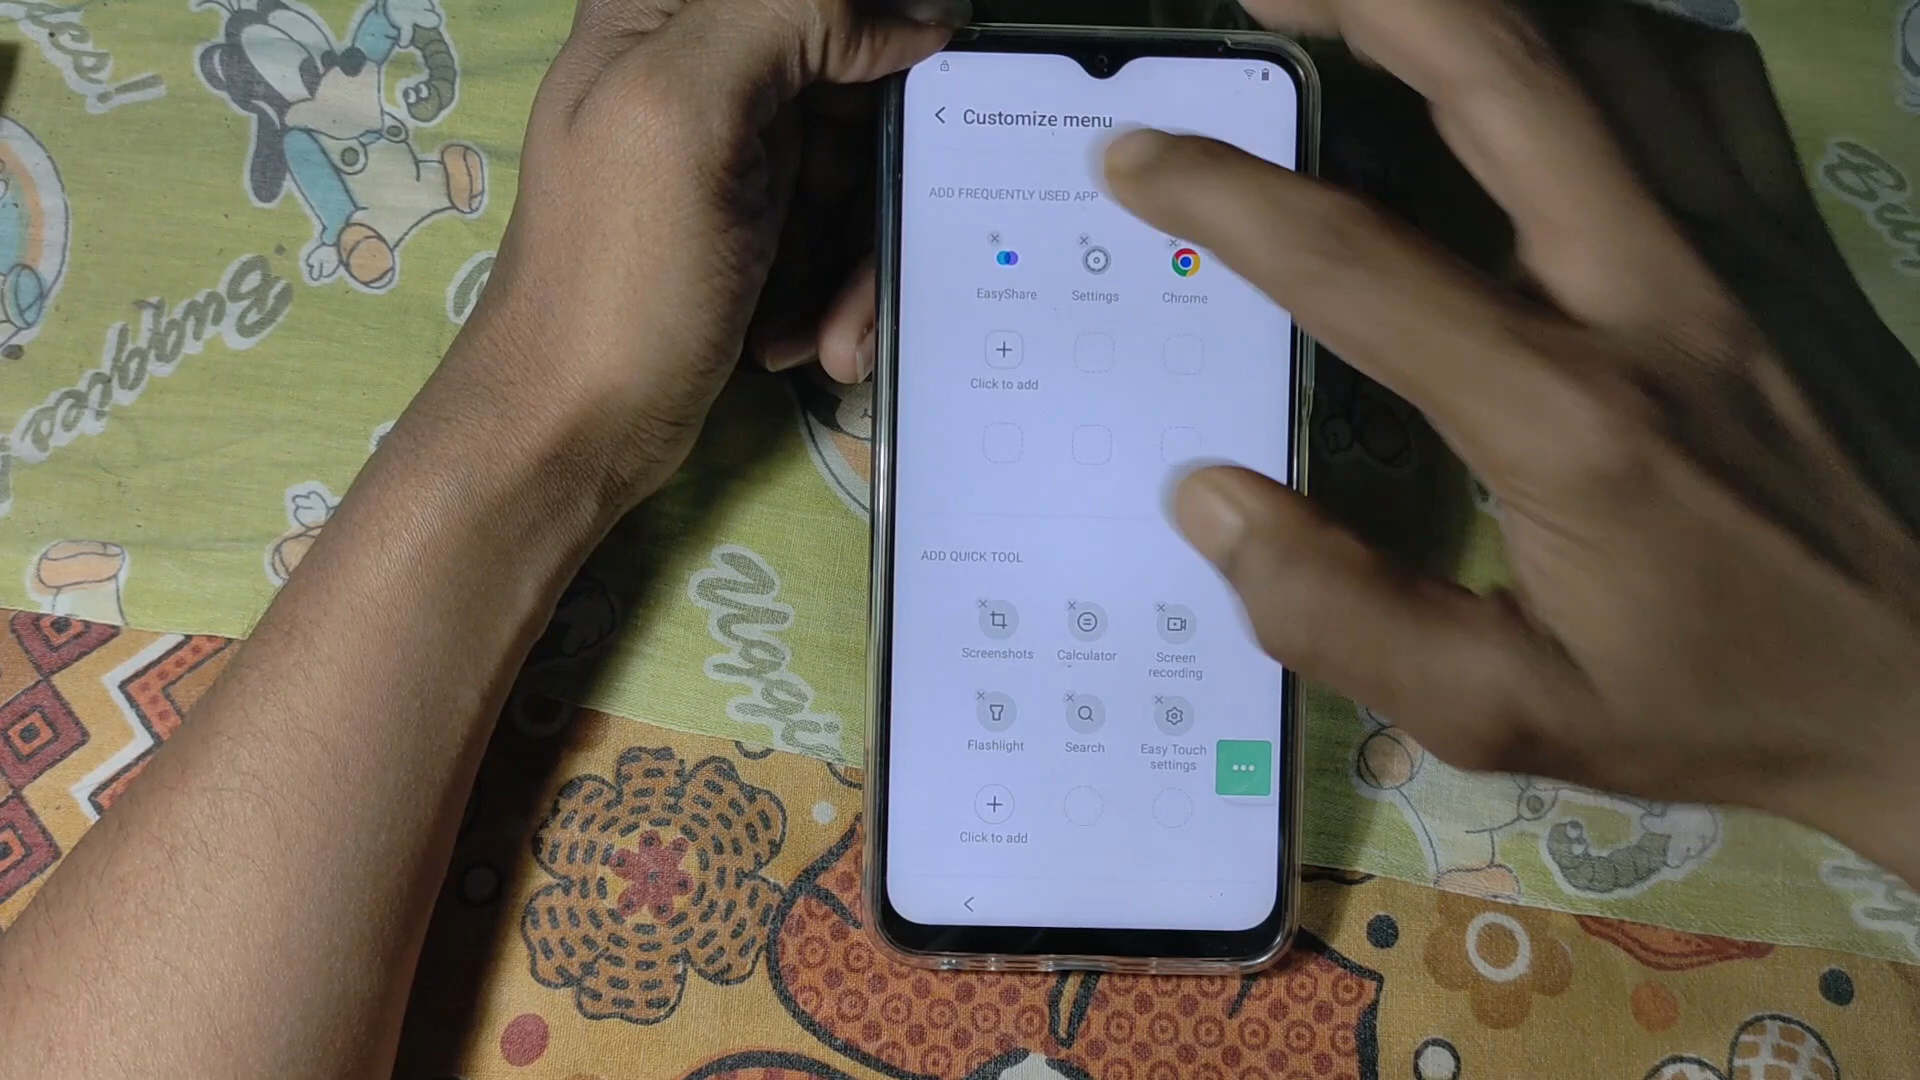 Customize menu
ADD FREQUENTLY USED APP
EasyShare
Settings
Chrome
Click to add
ADD QUICK TOOL
Screenshots
Calculator
Screen
recording
Flashlight
Search
Easy Touch
settings
Click to add
Buggies